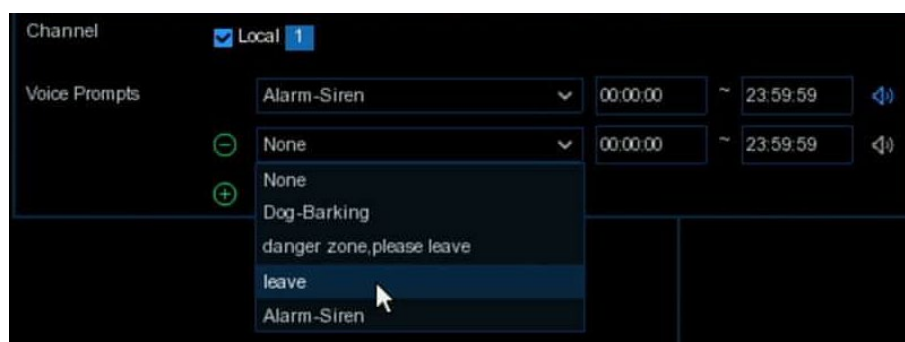 Channel Local 1
Voice Prompts Alarm-Siren 00:00:00 ~ 23:59:59
None 00:00:00 ~ 23:59:59
None
Dog-Barking
danger zone,please leave
leave
Alarm-Siren